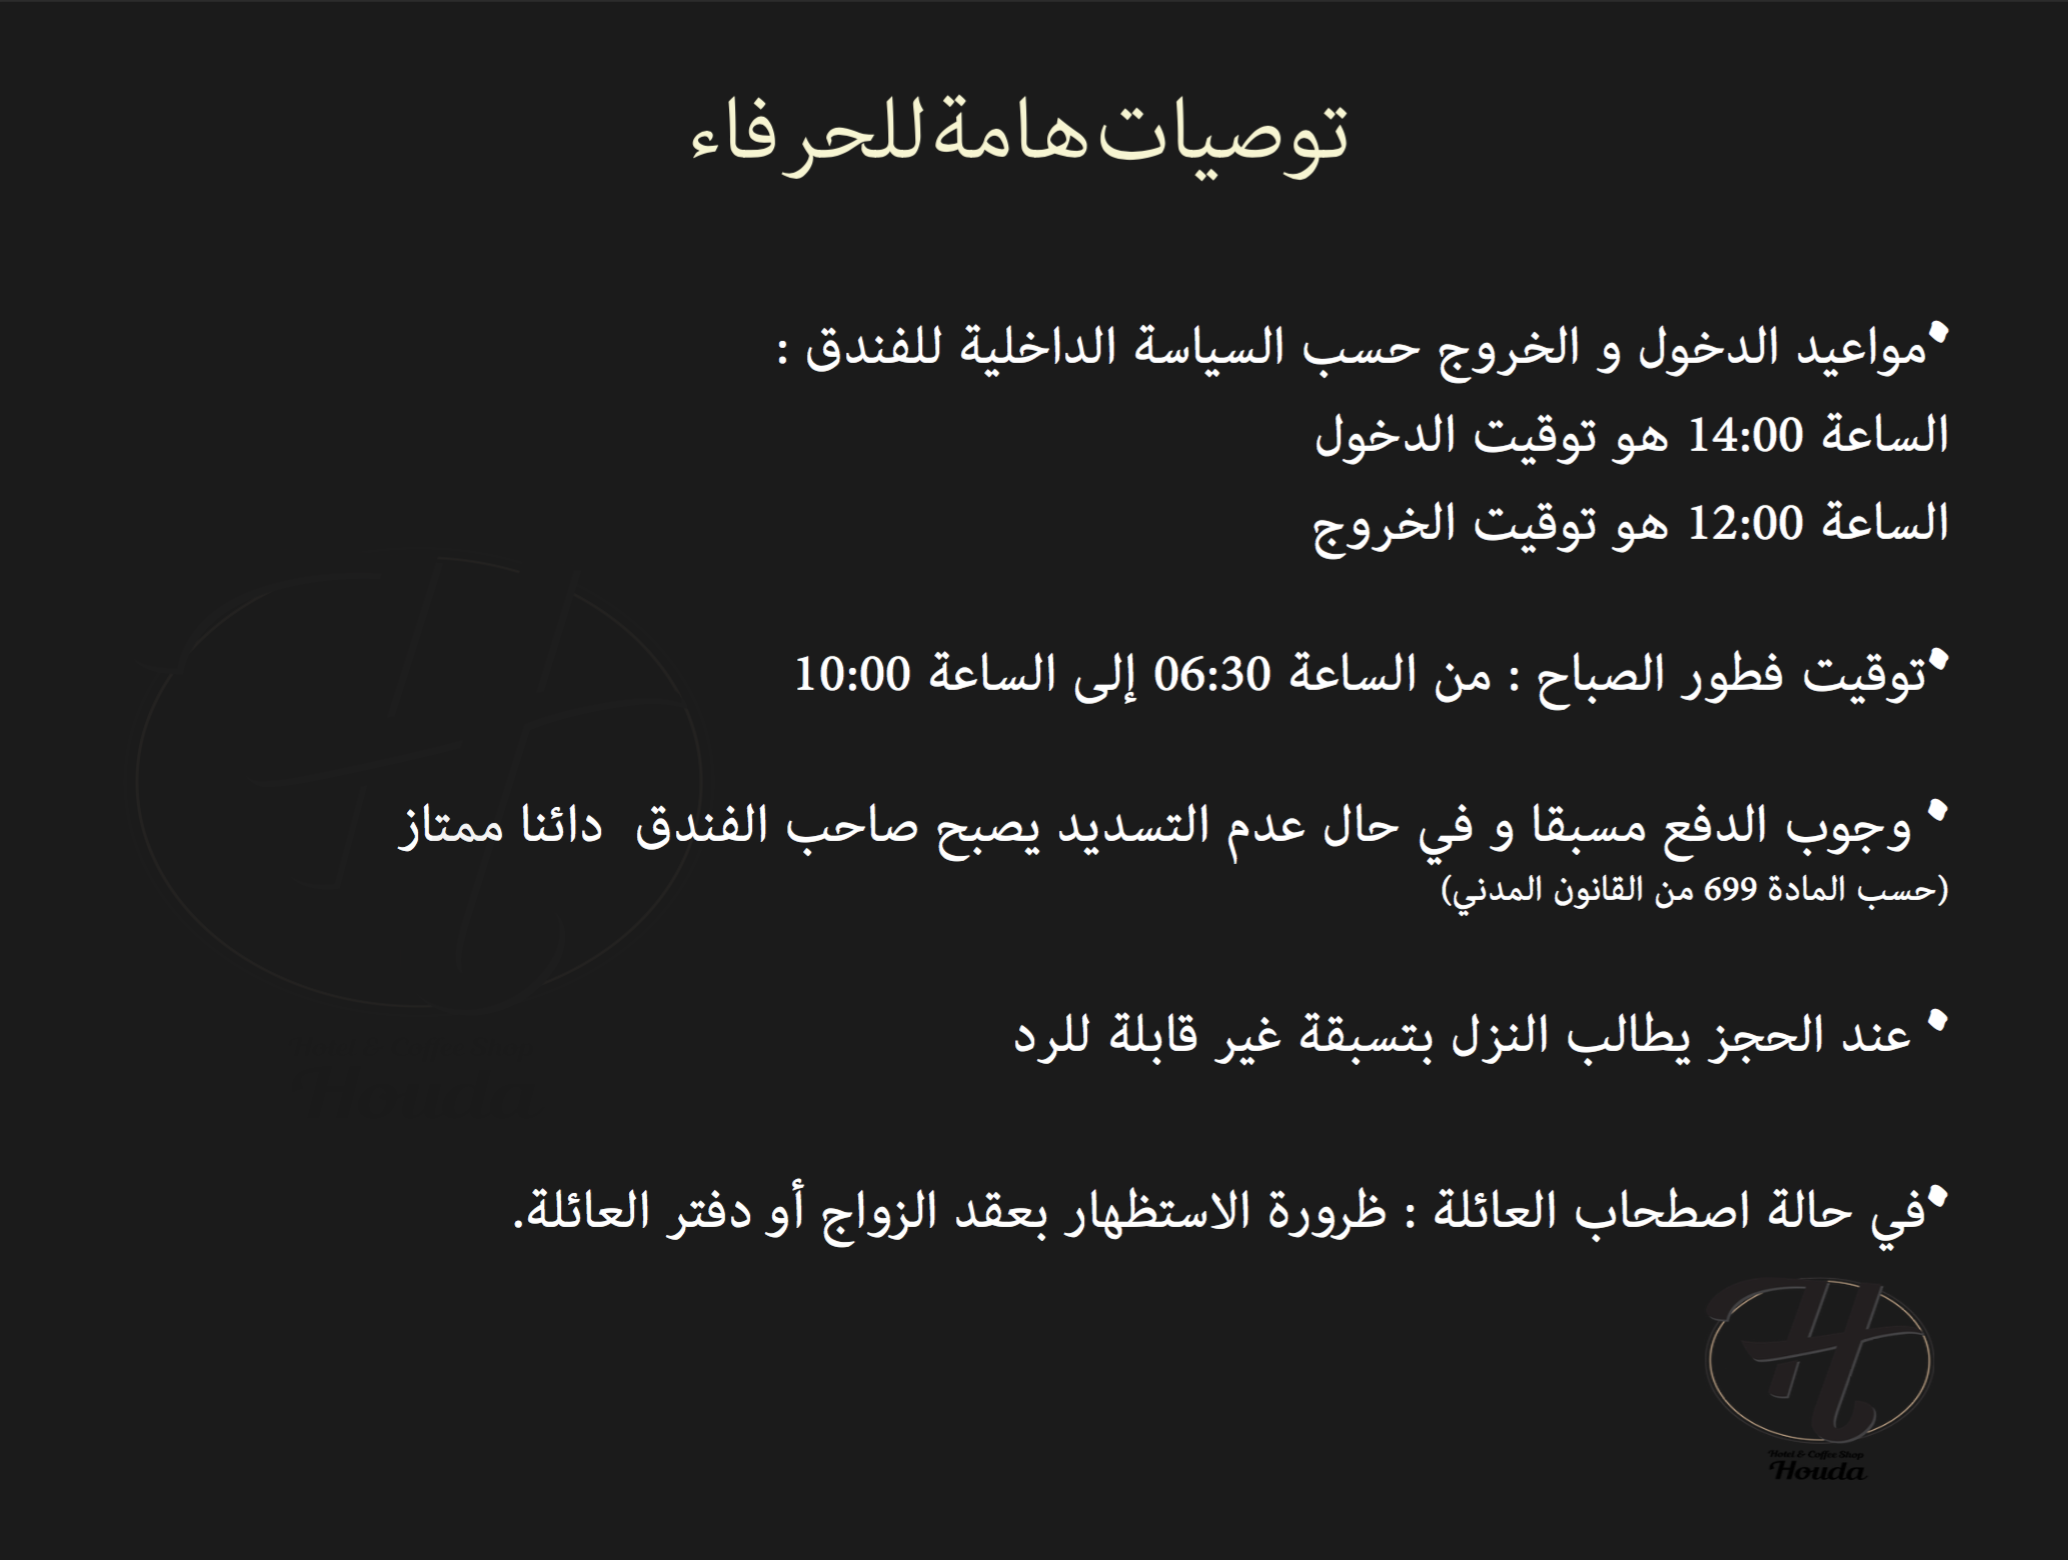 توصيات هامة للحرفاء
•مواعيد الدخول و الخروج حسب السياسة الداخلية للفندق :
الساعة 14:00 هو توقيت الدخول
الساعة 12:00 هو توقيت الخروج
•توقيت فطور الصباح : من الساعة 06:30 إلى الساعة 10:00
• وجوب الدفع مسبقا و في حال عدم التسديد يصبح صاحب الفندق دائنا ممتاز
(حسب المادة 699 من القانون المدني)
• عند الحجز يطالب النزل بتسبقة غير قابلة للرد
•في حالة اصطحاب العائلة : ظرورة الاستظهار بعقد الزواج أو دفتر العائلة.
H
Hotel & Coffee Shop
Houda